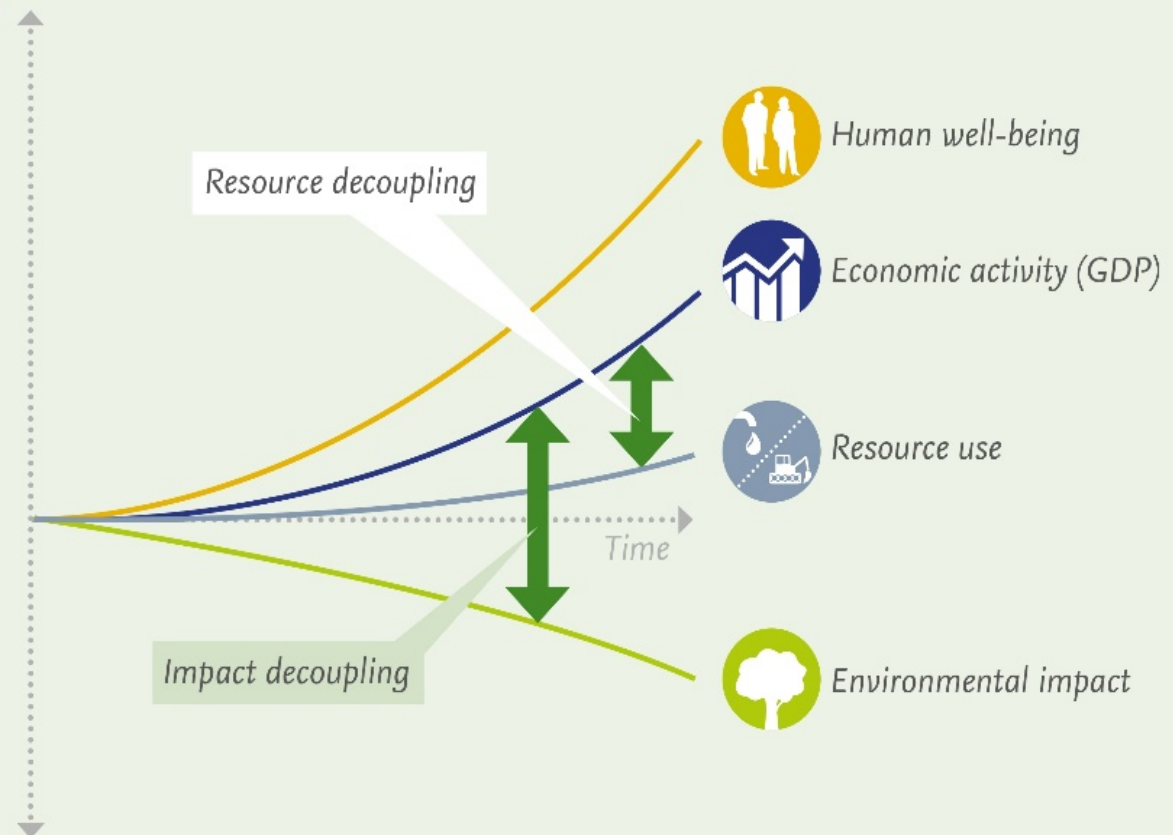 Human well-being
Resource decoupling
Economic activity (GDP)
Resource use
Time
Impact decoupling
Environmental impact